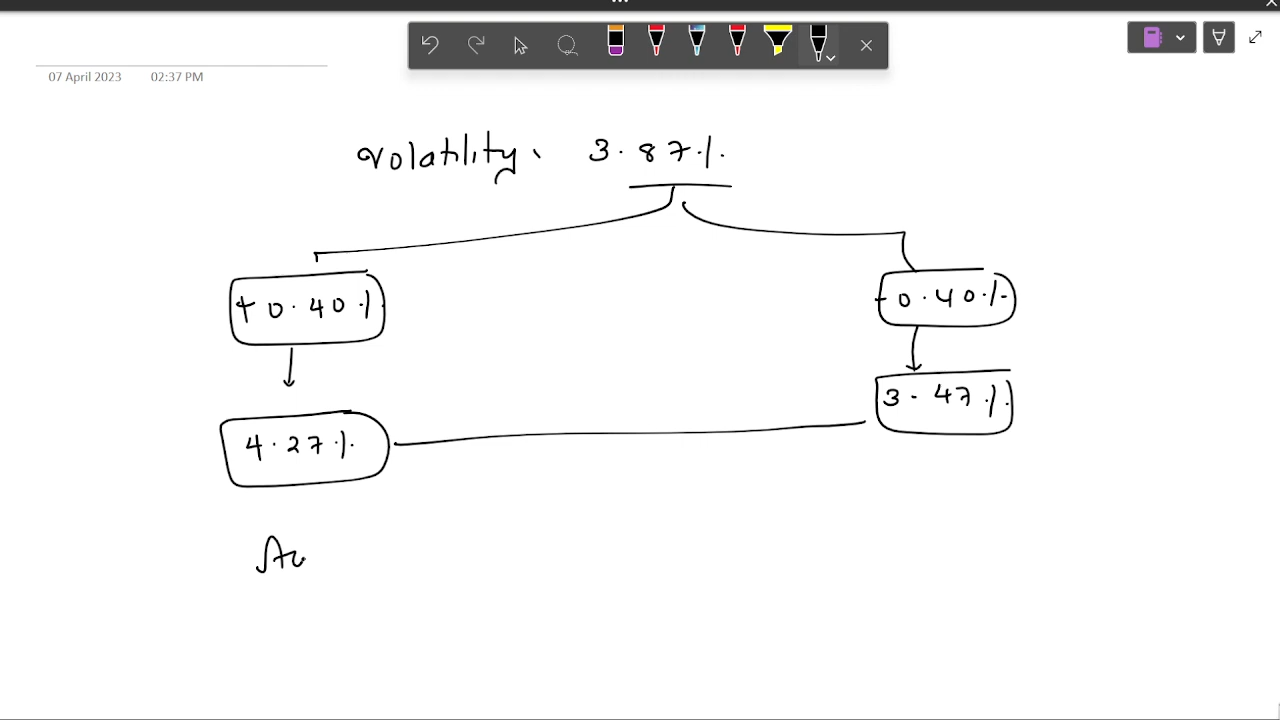 07 April 2023 02:37 PM
Volatility. 3.87%.
+0.40%
-0.40%
4.27%.
3.47%.